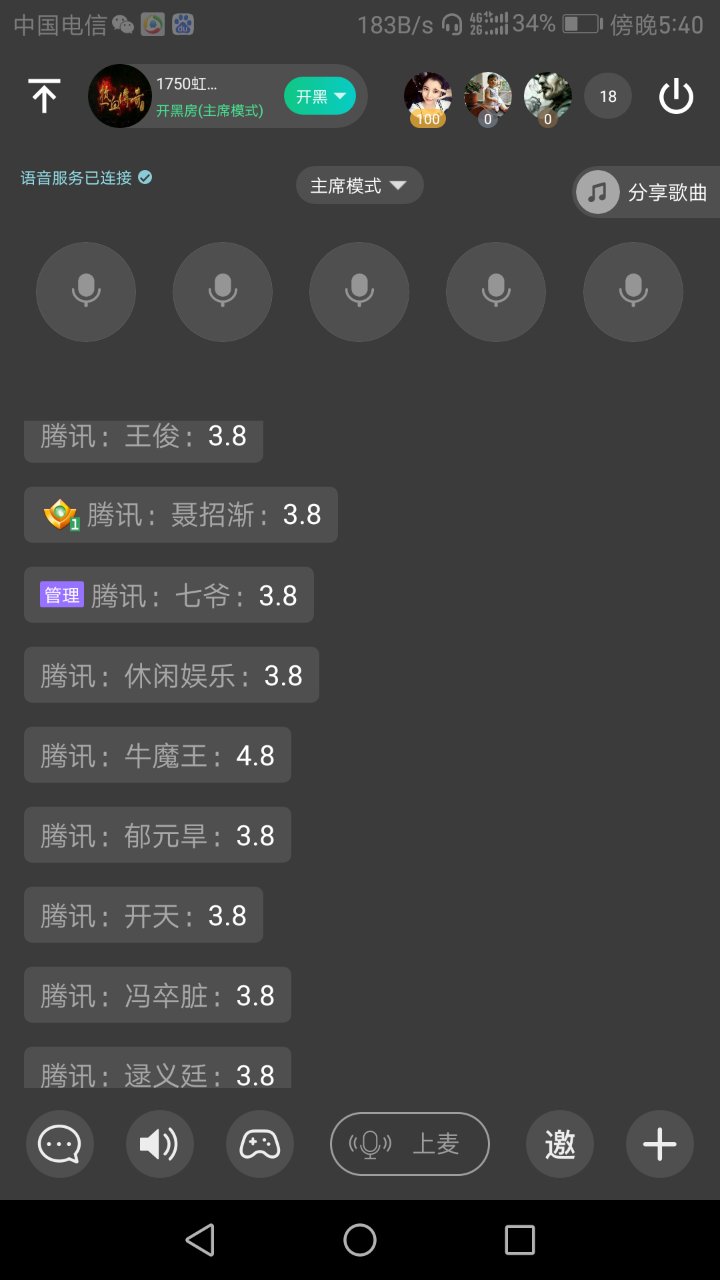 中国电信 183B/s 4G 2G 34% 傍晚5:40
1750虹...
开黑房(主席模式)
开黑
100
0
0
18
语音服务已连接
主席模式
分享歌曲
腾讯：王俊：3.8
1 腾讯：聂招渐：3.8
管理 腾讯：七爷：3.8
腾讯：休闲娱乐：3.8
腾讯：牛魔王：4.8
腾讯：郁元旱：3.8
腾讯：开天：3.8
腾讯：冯卒脏：3.8
腾讯：逯义廷：3.8
上麦
邀